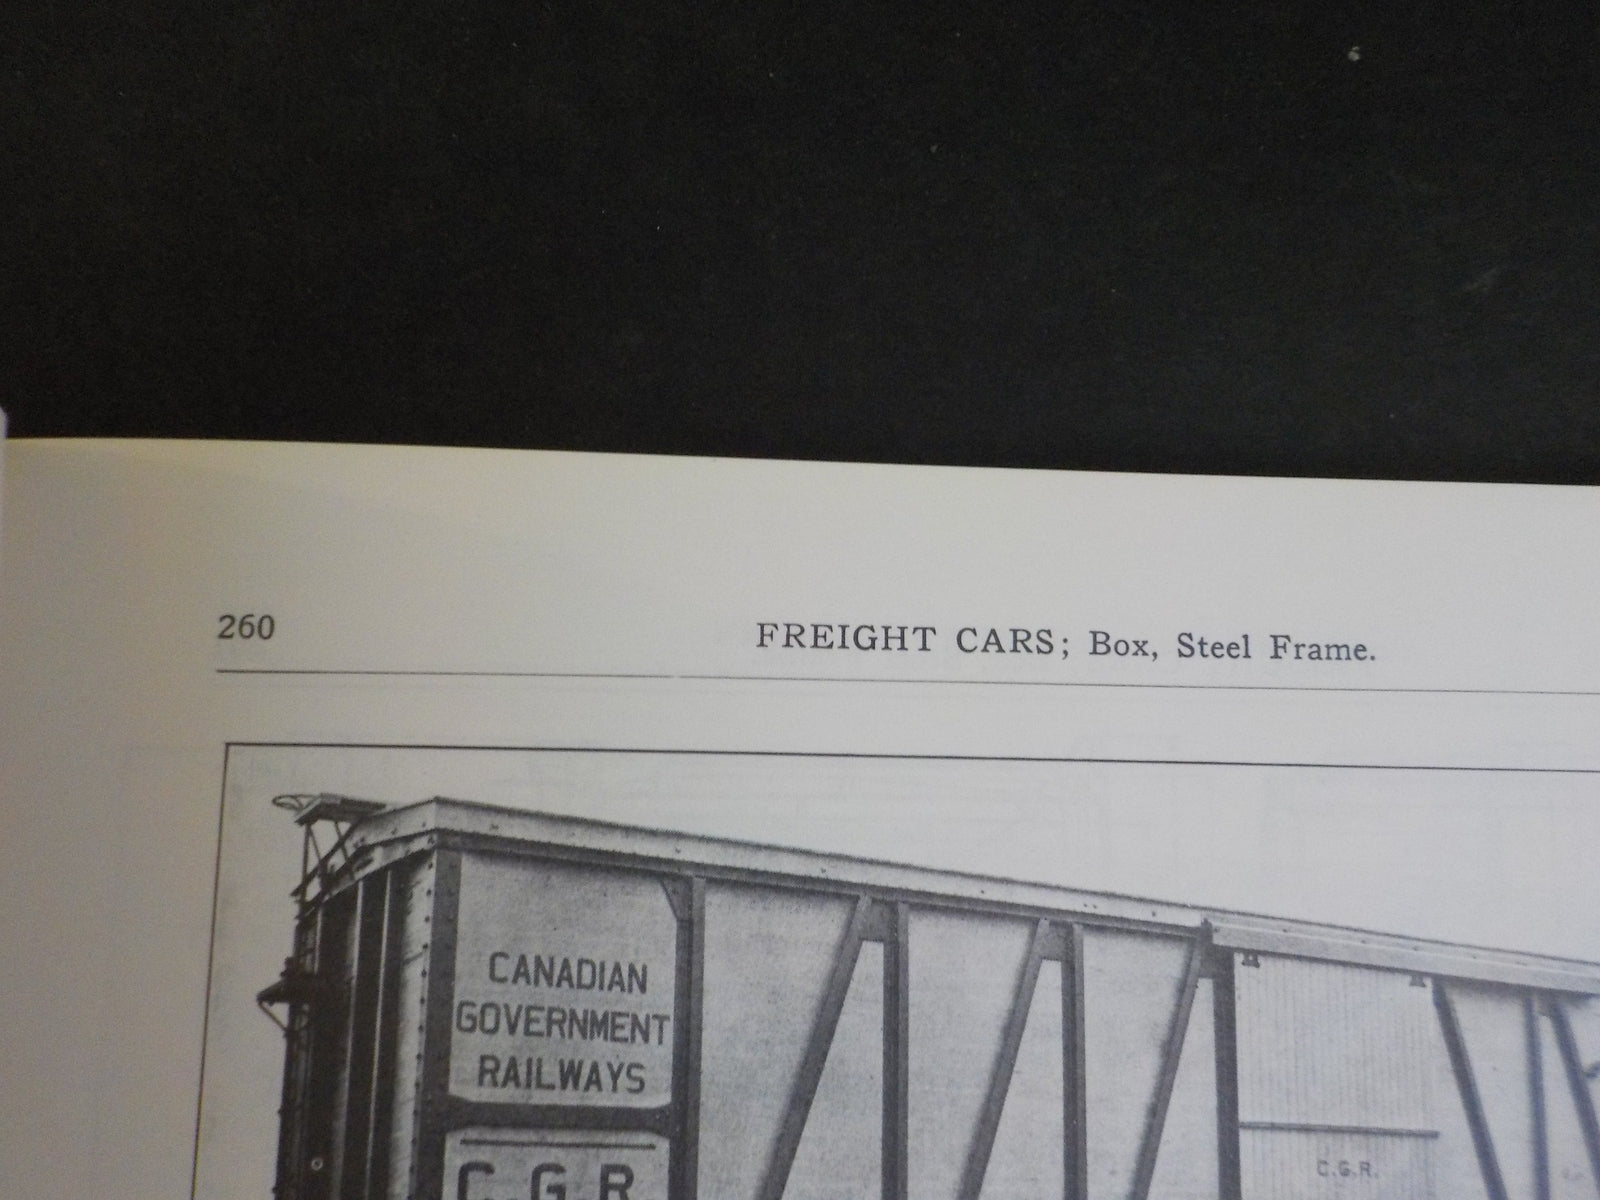 260
FREIGHT CARS; Box, Steel Frame.
CANADIAN
GOVERNMENT
RAILWAYS
C.G.R.
C.G.R.